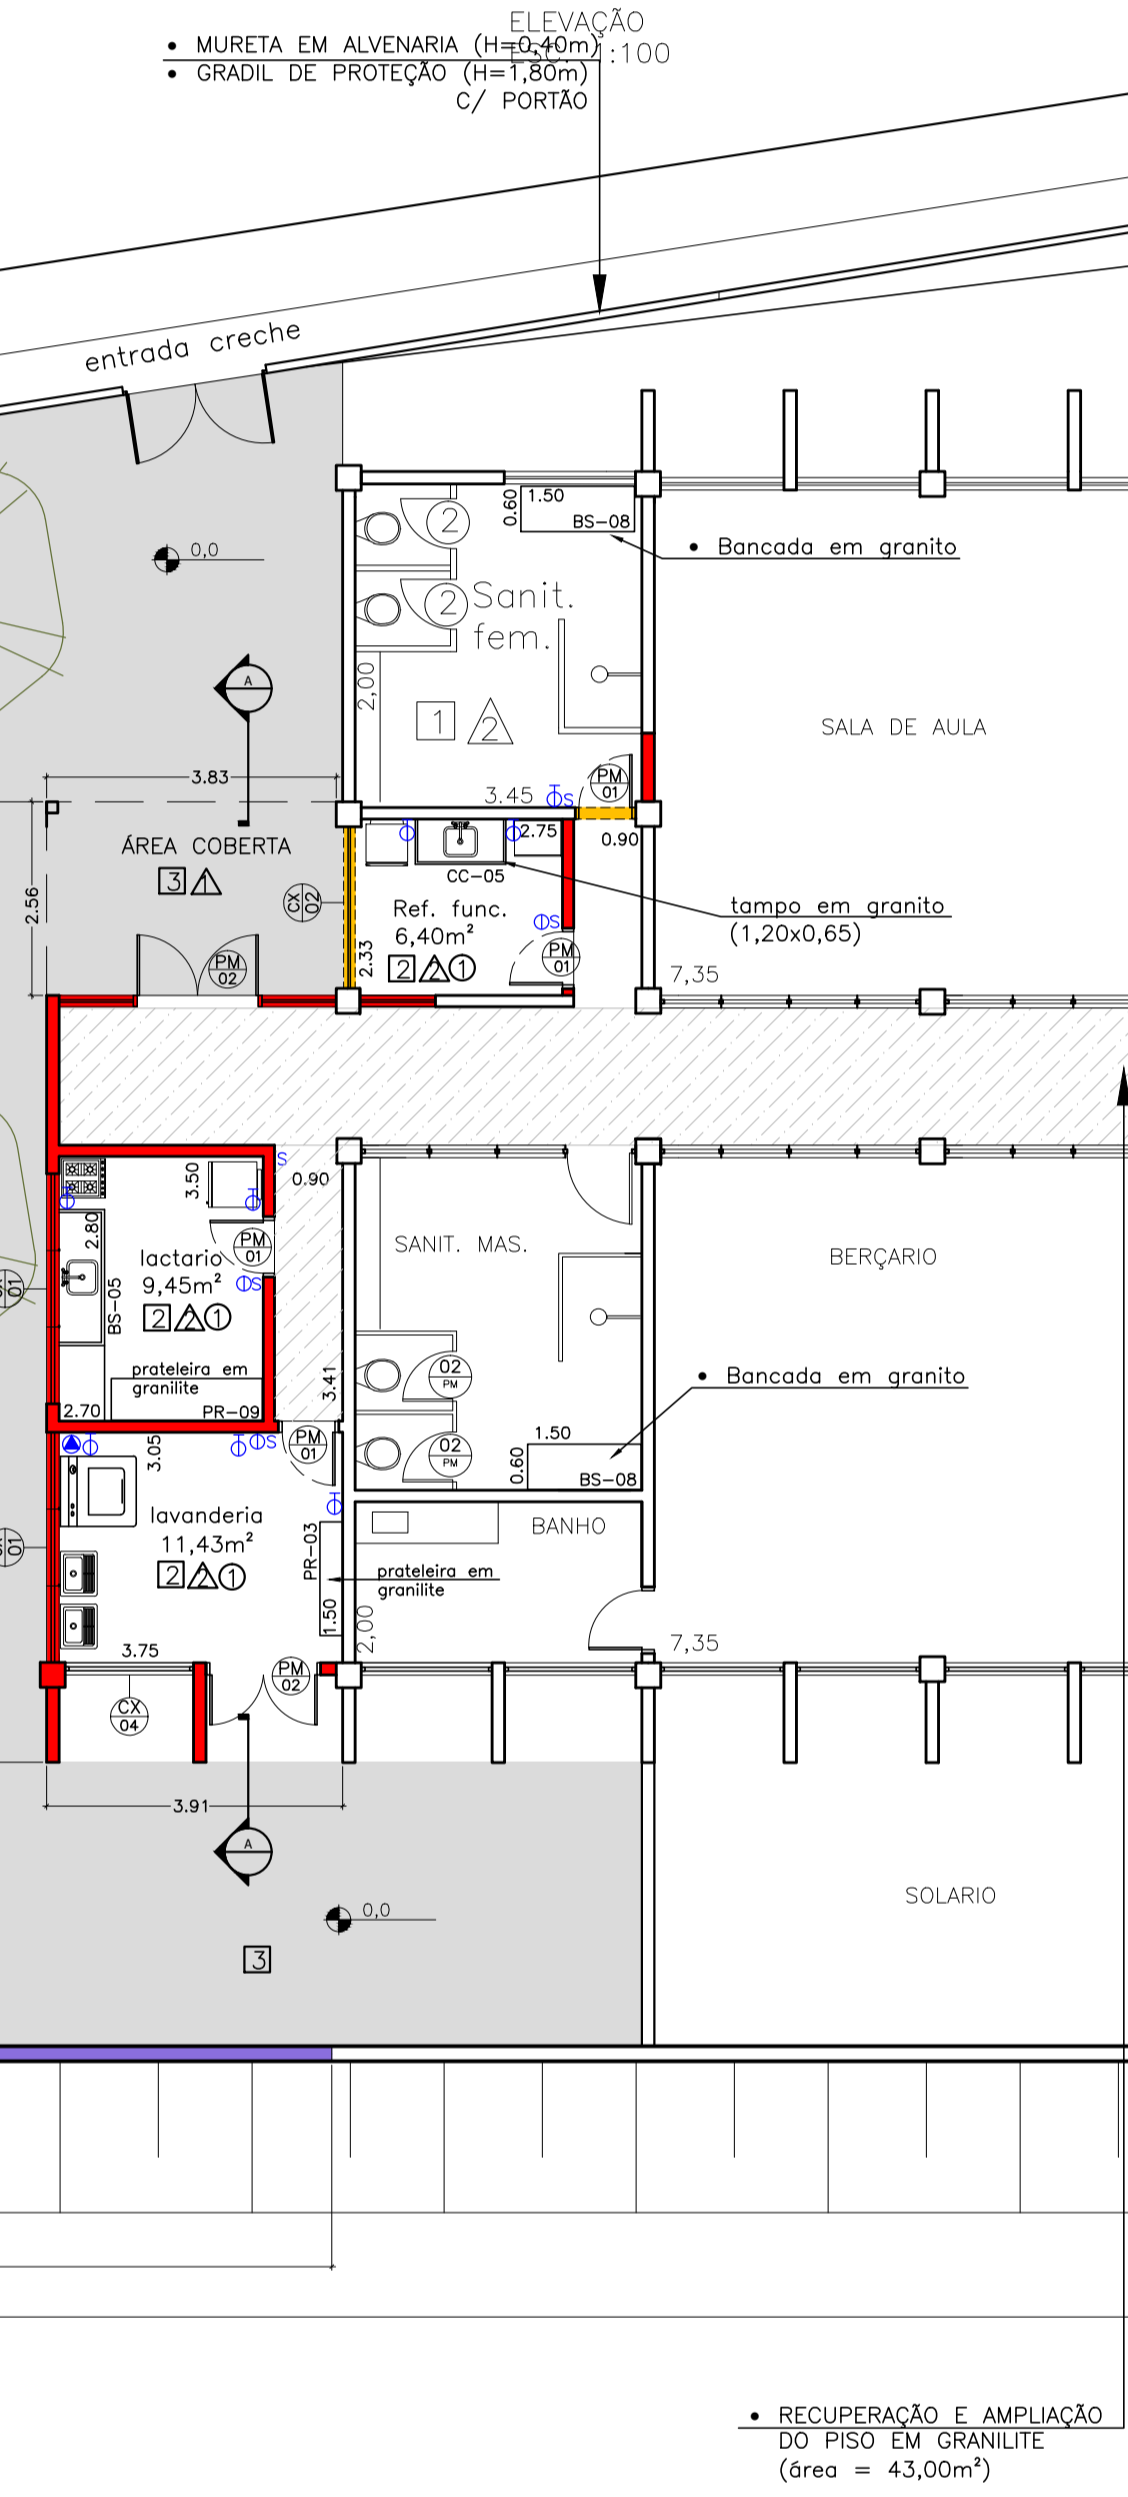 ELEVAÇÃO
ESC. 1:100
• MURETA EM ALVENARIA (H=0,40m)
• GRADIL DE PROTEÇÃO (H=1,80m)
C/ PORTÃO
entrada creche
0,0
A
3.83
ÁREA COBERTA
3 1
2.56
CX
02
PM
02
1.50
0.60
BS-08
• Bancada em granito
2
2
Sanit.
fem.
2,00
1 2
SALA DE AULA
3.45
S
PM
01
2.75
0.90
CC-05
tampo em granito
(1,20x0,65)
Ref. func.
6,40m²
2 2 1
2.33
S
PM
01
7,35
S
0.90
3.50
2.80
lactario
9,45m²
2 2 1
BS-05
PM
01
S
prateleira em
granilite
2.70
PR-09
01
3.41
SANIT. MAS.
BERÇARIO
02
PM
02
PM
• Bancada em granito
1.50
0.60
BS-08
S
PM
01
3.05
lavanderia
11,43m²
2 2 1
01
PR-03
prateleira em
granilite
1.50
2,00
BANHO
7,35
3.75
PM
02
CX
04
3.91
A
0,0
3
SOLARIO
• RECUPERAÇÃO E AMPLIAÇÃO
DO PISO EM GRANILITE
(área = 43,00m²)